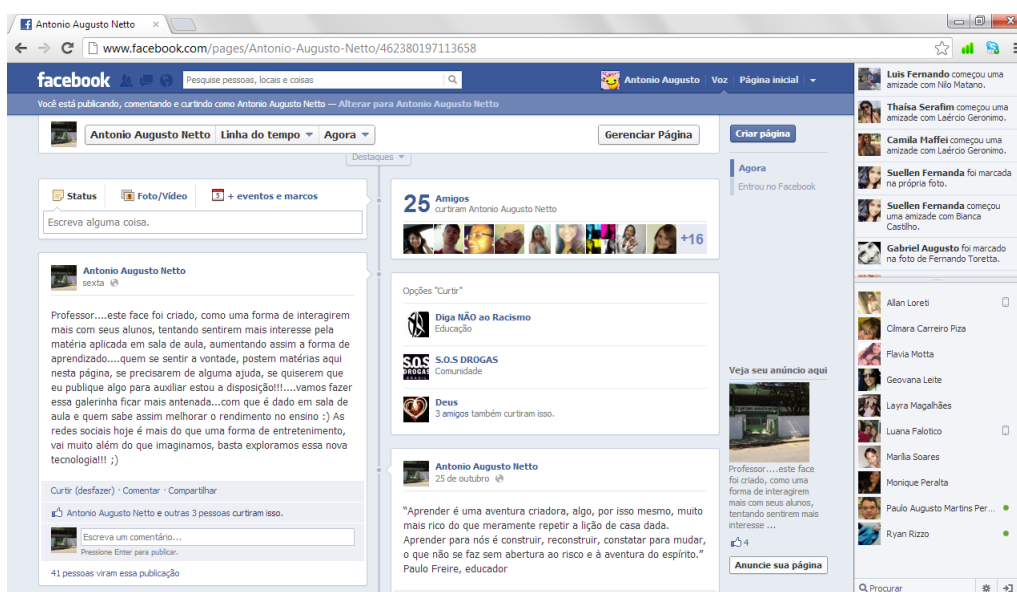 Antonio Augusto Netto
www.facebook.com/pages/Antonio-Augusto-Netto/462380197113658
facebook
Pesquise pessoas, locais e coisas
Antonio Augusto
Voz
Página inicial
Você está publicando, comentando e curtindo como Antonio Augusto Netto — Alterar para Antonio Augusto Netto
Antonio Augusto Netto
Linha do tempo
Agora
Gerenciar Página
Criar página
Destaques
Agora
Entrou no Facebook
Status
Foto/Vídeo
5
+ eventos e marcos
Escreva alguma coisa.
Antonio Augusto Netto
sexta
Professor....este face foi criado, como uma forma de interagirem
mais com seus alunos, tentando sentirem mais interesse pela
matéria aplicada em sala de aula, aumentando assim a forma de
aprendizado....quem se sentir a vontade, postem matérias aqui
nesta página, se precisarem de alguma ajuda, se quiserem que
eu publique algo para auxiliar estou a disposição!!!....vamos fazer
essa galerinha ficar mais antenada...com que é dado em sala de
aula e quem sabe assim melhorar o rendimento no ensino :) As
redes sociais hoje é mais do que uma forma de entretenimento,
vai muito além do que imaginamos, basta exploramos essa nova
tecnologia!!! ;)
Curtir (desfazer) · Comentar · Compartilhar
Antonio Augusto Netto e outras 3 pessoas curtiram isso.
Escreva um comentário...
Pressione Enter para publicar.
41 pessoas viram essa publicação
25 Amigos
curtiram Antonio Augusto Netto
+16
Opções "Curtir"
Diga NÃO ao Racismo
Educação
S.O.S
DROGAS
BRASIL
S.O.S DROGAS
Comunidade
Deus
3 amigos também curtiram isso.
Antonio Augusto Netto
25 de outubro
"Aprender é uma aventura criadora, algo, por isso mesmo, muito
mais rico do que meramente repetir a lição de casa dada.
Aprender para nós é construir, reconstruir, constatar para mudar,
o que não se faz sem abertura ao risco e à aventura do espírito."
Paulo Freire, educador
Veja seu anúncio aqui
Professor....este face
foi criado, como uma
forma de interagirem
mais com seus alunos,
tentando sentirem mais
interesse ...
4
Anuncie sua página
Luis Fernando começou uma
amizade com Nilo Matano.
Thaísa Serafim começou uma
amizade com Laércio Geronimo.
Camila Maffei começou uma
amizade com Laércio Geronimo.
Suellen Fernanda foi marcada
na própria foto.
Suellen Fernanda começou
uma amizade com Bianca
Castilho.
Gabriel Augusto foi marcado
na foto de Fernando Toretta.
Allan Loreti
Cilmara Carreiro Piza
Flavia Motta
Geovana Leite
Layra Magalhães
Luana Falotico
Marília Soares
Monique Peralta
Paulo Augusto Martins Per...
Ryan Rizzo
Procurar